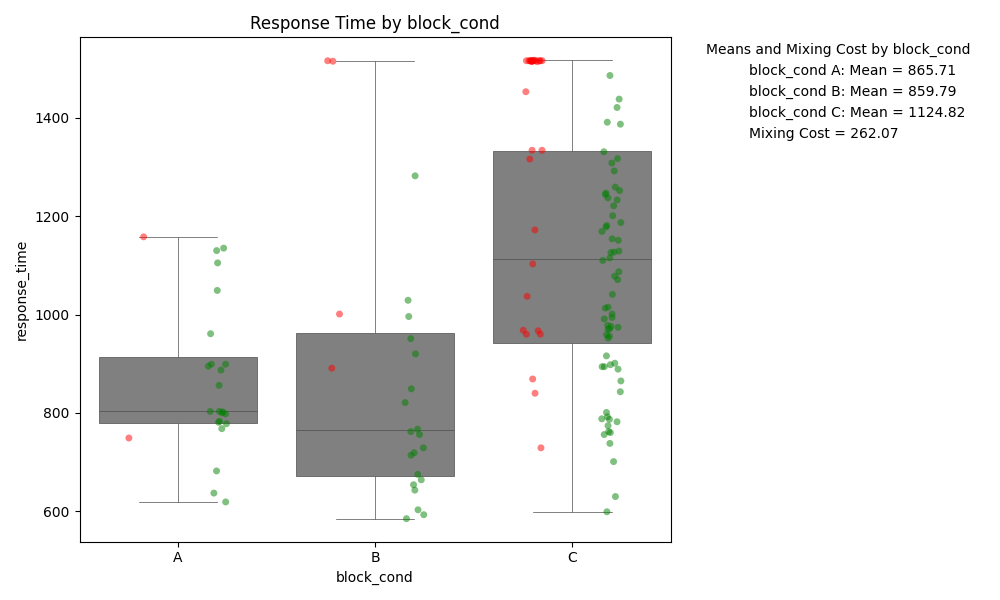 Response Time by block_cond
Means and Mixing Cost by block_cond
block_cond A: Mean = 865.71
block_cond B: Mean = 859.79
block_cond C: Mean = 1124.82
Mixing Cost = 262.07
response_time
1400
1200
1000
800
600
A
B
C
block_cond